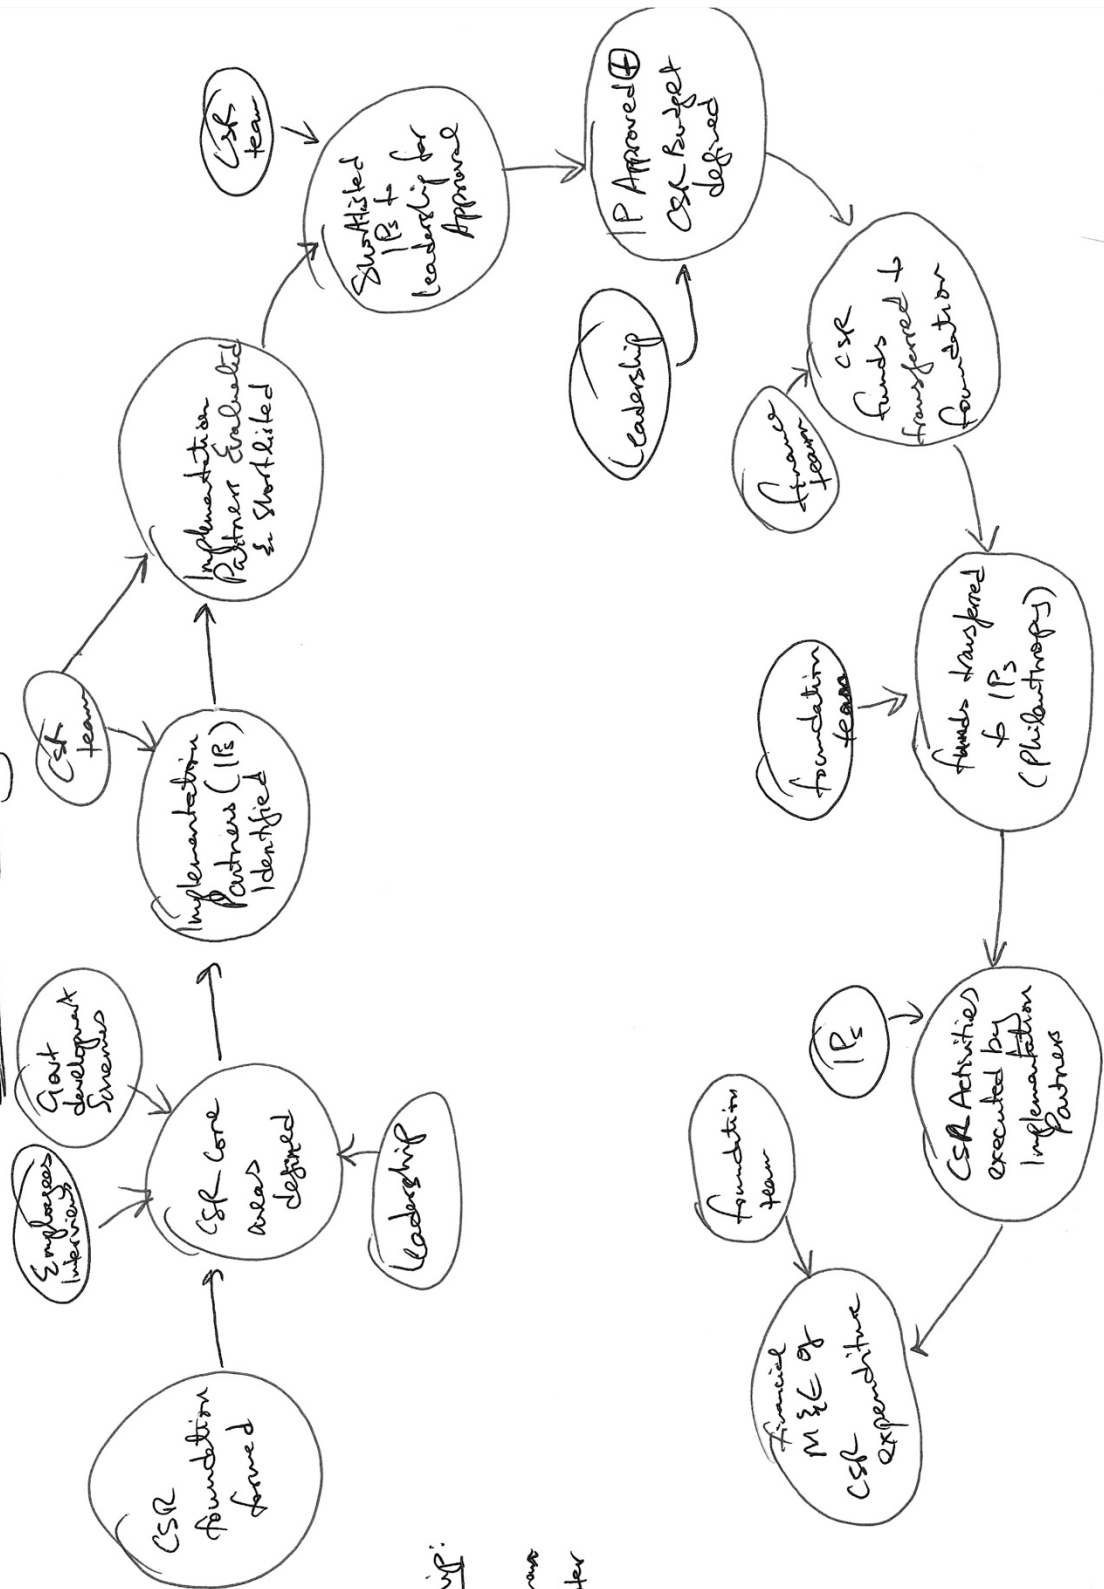 CSR
foundation
formed
Employees
Interviews
Govt
development
Schemes
CSR Core
areas
defined
Leadership
Implementation
Partners (IPs)
Identified
CSR
team
Implementation
Partners Evaluated
& Shortlisted
CSR
team
Shortlisted
IPs to
Leadership for
Approval
IP Approved +
CSR Budget
defined
Leadership
CSR
funds
transferred to
foundation
finance
team
funds transferred
to IPs
(Philanthropy)
foundation
team
CSR Activities
executed by
Implementation
Partners
IPs
financial
M&E of
CSR
expenditure
foundation
team